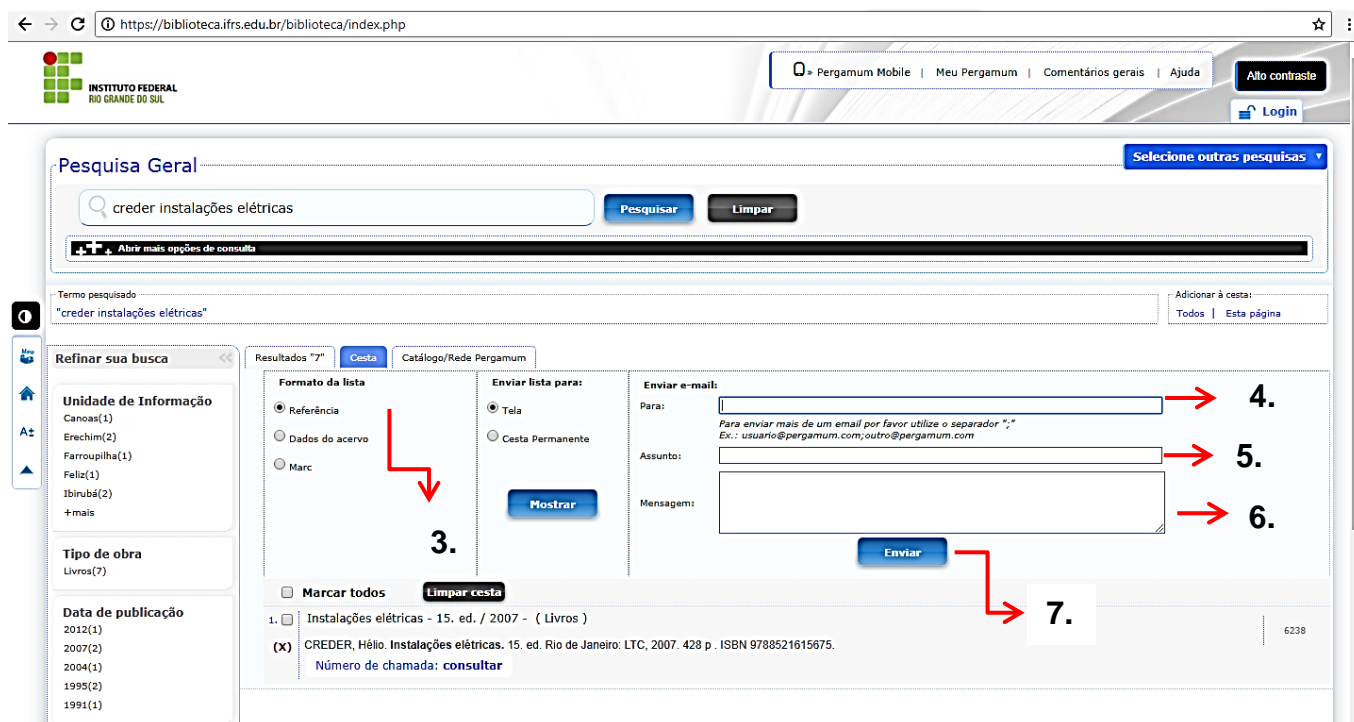 https://biblioteca.ifrs.edu.br/biblioteca/index.php
INSTITUTO FEDERAL
RIO GRANDE DO SUL
» Pergamum Mobile | Meu Pergamum | Comentários gerais | Ajuda
Alto contraste
Login
Pesquisa Geral
Selecione outras pesquisas
creder instalações elétricas
Pesquisar
Limpar
Abrir mais opções de consulta
Termo pesquisado
"creder instalações elétricas"
Adicionar à cesta:
Todos | Esta página
Meu
A±
Refinar sua busca
Unidade de Informação
Canoas(1)
Erechim(2)
Farroupilha(1)
Feliz(1)
Ibirubá(2)
+mais
Tipo de obra
Livros(7)
Data de publicação
2012(1)
2007(2)
2004(1)
1995(2)
1991(1)
Resultados "7"
Cesta
Catálogo/Rede Pergamum
Formato da lista
Referência
Dados do acervo
Marc
3.
Enviar lista para:
Tela
Cesta Permanente
Mostrar
Enviar e-mail:
Para:
4.
Para enviar mais de um email por favor utilize o separador ";"
Ex.: usuario@pergamum.com;outro@pergamum.com
Assunto:
5.
Mensagem:
6.
Enviar
7.
Marcar todos
Limpar cesta
1. Instalações elétricas - 15. ed. / 2007 - ( Livros )
6238
(X) CREDER, Hélio. Instalações elétricas. 15. ed. Rio de Janeiro: LTC, 2007. 428 p . ISBN 9788521615675.
Número de chamada: consultar